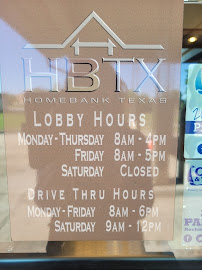 HBTX
HOMEBANK TEXAS
LOBBY HOURS
MONDAY-THURSDAY 8AM - 4PM
FRIDAY 8AM - 5PM
SATURDAY CLOSED
DRIVE THRU HOURS
MONDAY-FRIDAY 8AM - 6PM
SATURDAY 9AM - 12PM